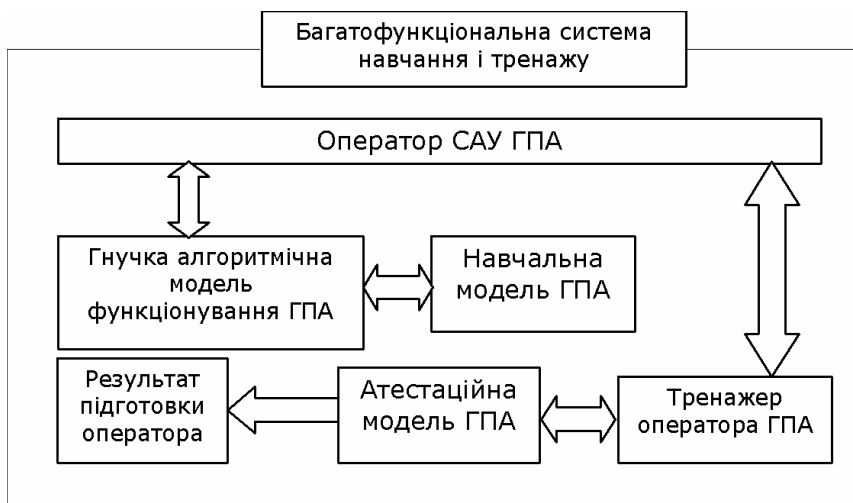 Багатофункціональна система
навчання і тренажу
Оператор САУ ГПА
Гнучка алгоритмічна
модель
функціонування ГПА
Навчальна
модель ГПА
Результат
підготовки
оператора
Атестаційна
модель ГПА
Тренажер
оператора ГПА